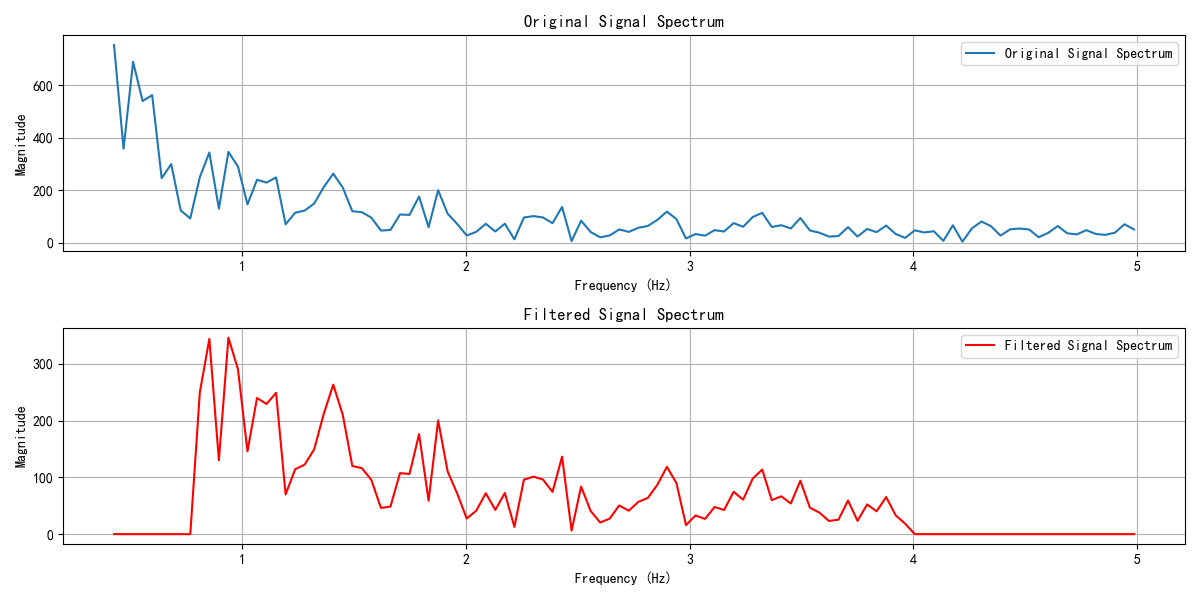 Original Signal Spectrum
Original Signal Spectrum
600
400
200
0
Magnitude
1 2 3 4 5
Frequency (Hz)
Filtered Signal Spectrum
Filtered Signal Spectrum
300
200
100
0
Magnitude
1 2 3 4 5
Frequency (Hz)